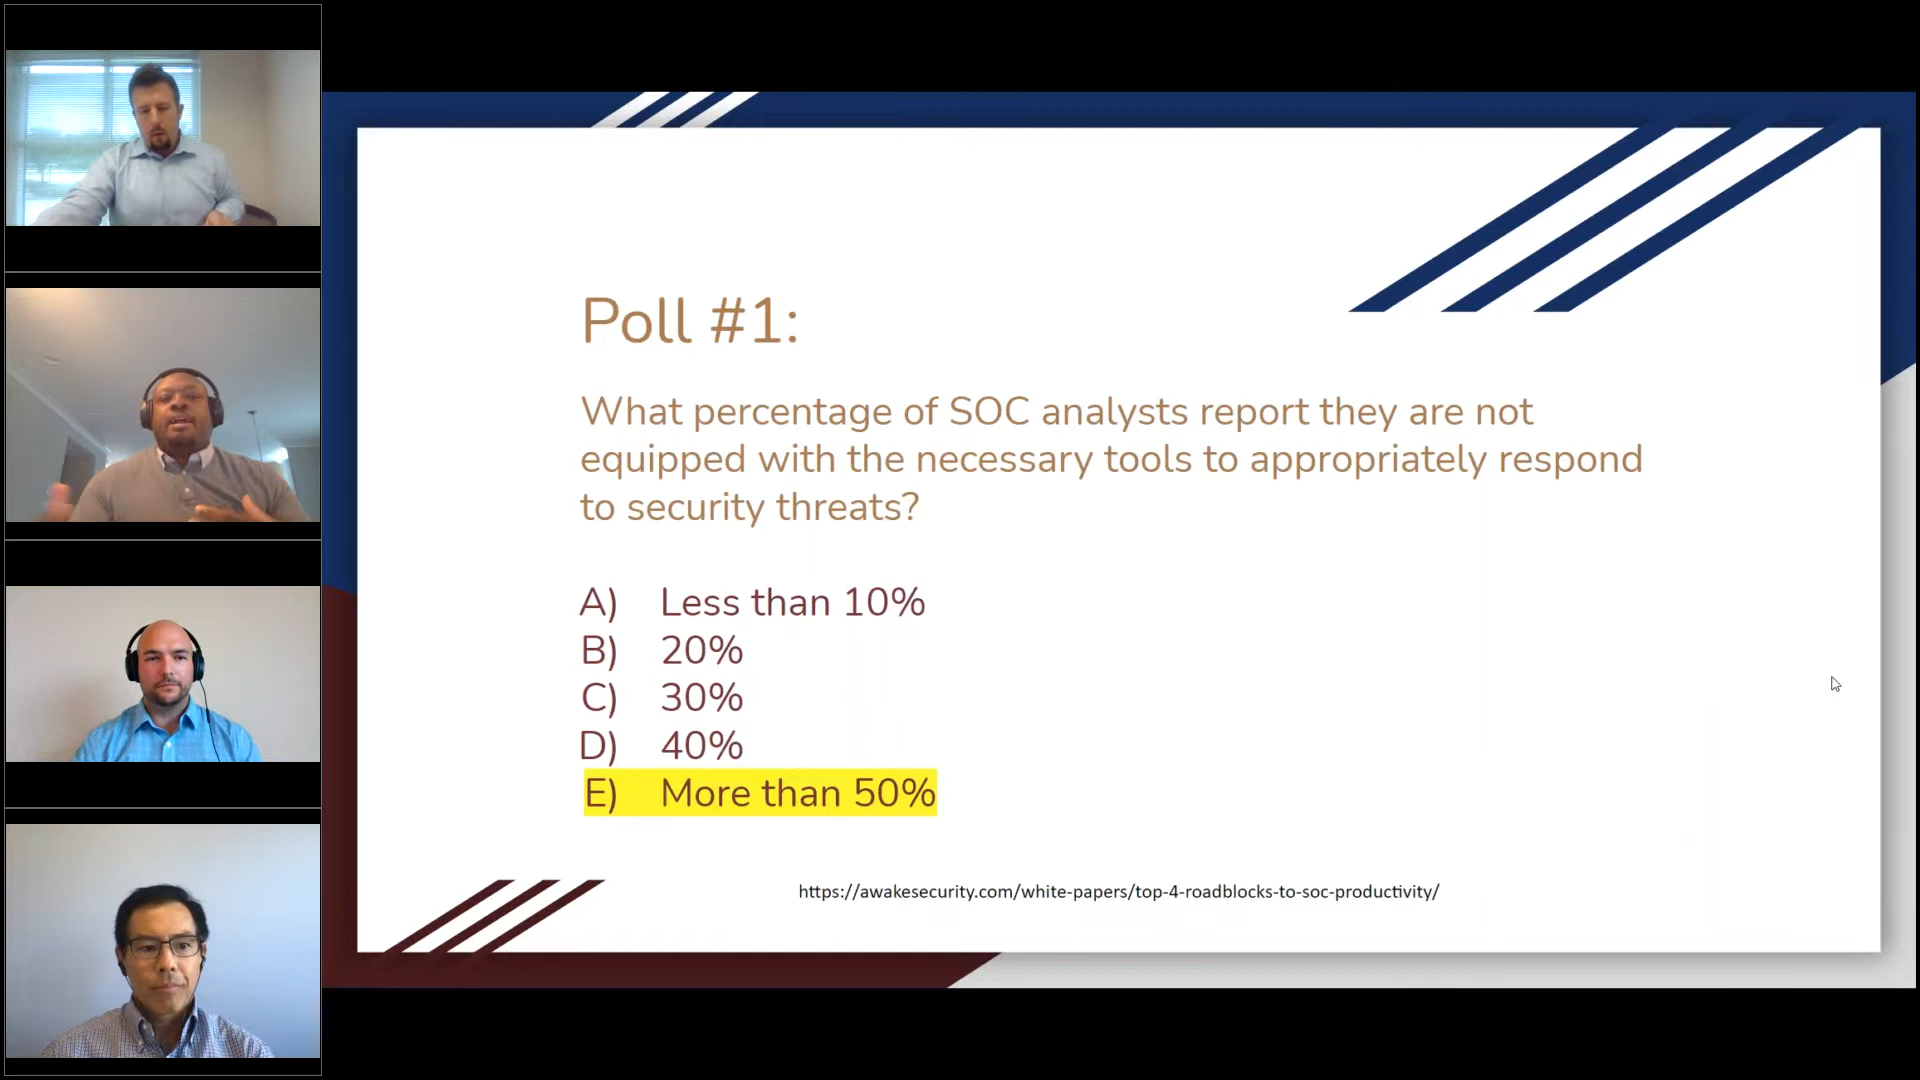 Poll #1:
What percentage of SOC analysts report they are not
equipped with the necessary tools to appropriately respond
to security threats?
A) Less than 10%
B) 20%
C) 30%
D) 40%
E) More than 50%
https://awakesecurity.com/white-papers/top-4-roadblocks-to-soc-productivity/